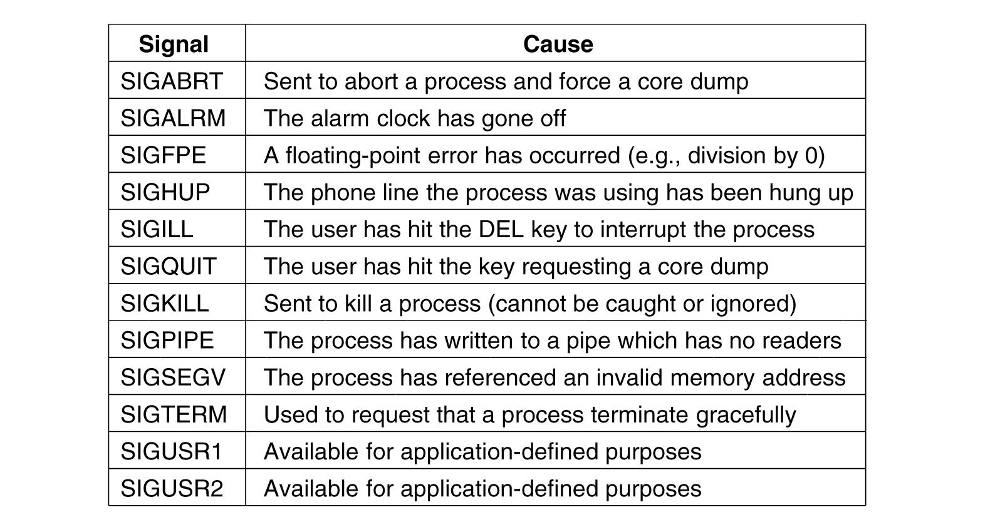 Signal Cause
SIGABRT Sent to abort a process and force a core dump
SIGALRM The alarm clock has gone off
SIGFPE A floating-point error has occurred (e.g., division by 0)
SIGHUP The phone line the process was using has been hung up
SIGILL The user has hit the DEL key to interrupt the process
SIGQUIT The user has hit the key requesting a core dump
SIGKILL Sent to kill a process (cannot be caught or ignored)
SIGPIPE The process has written to a pipe which has no readers
SIGSEGV The process has referenced an invalid memory address
SIGTERM Used to request that a process terminate gracefully
SIGUSR1 Available for application-defined purposes
SIGUSR2 Available for application-defined purposes